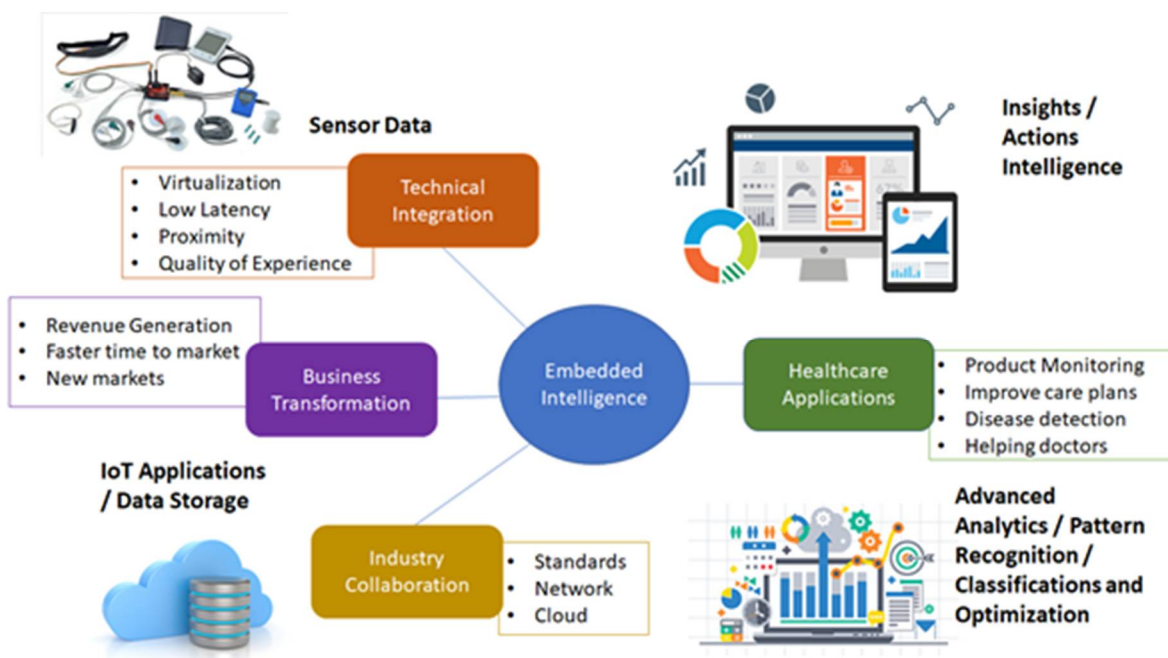 Sensor Data
Technical
Integration
• Virtualization
• Low Latency
• Proximity
• Quality of Experience
Insights /
Actions
Intelligence
67%
• Revenue Generation
• Faster time to market
• New markets
Business
Transformation
Embedded
Intelligence
Healthcare
Applications
• Product Monitoring
• Improve care plans
• Disease detection
• Helping doctors
IoT Applications
/ Data Storage
Industry
Collaboration
• Standards
• Network
• Cloud
Advanced
Analytics / Pattern
Recognition /
Classifications and
Optimization